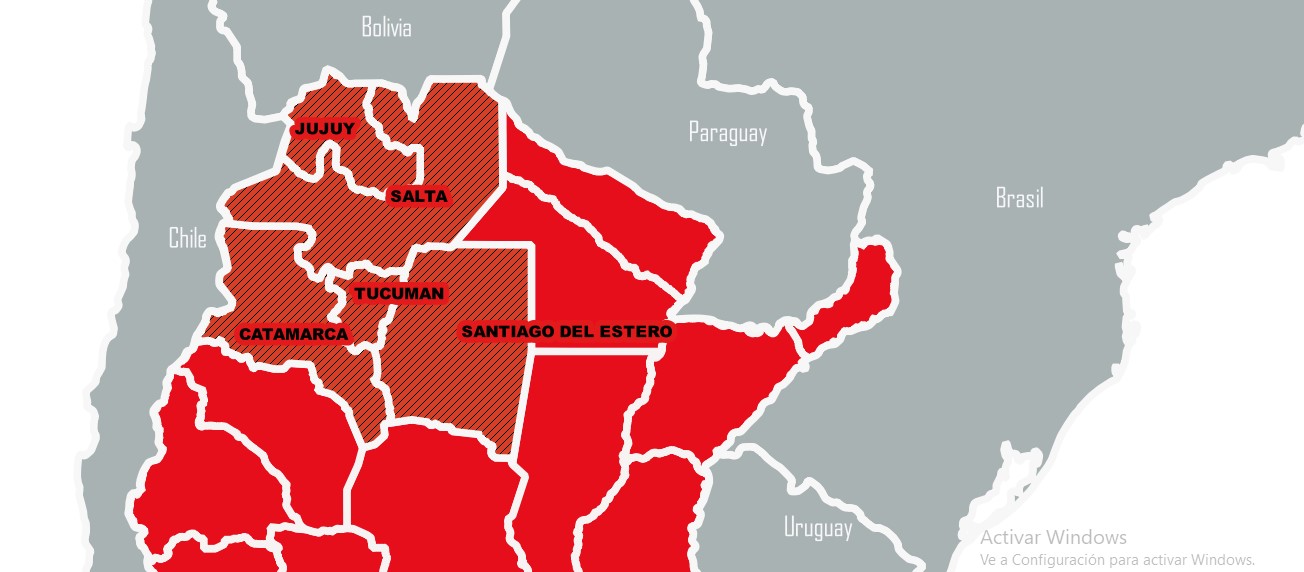 Bolivia
JUJUY
Paraguay
SALTA
Brasil
Chile
TUCUMAN
CATAMARCA
SANTIAGO DEL ESTERO
Uruguay
Activar Windows
Ve a Configuración para activar Windows.